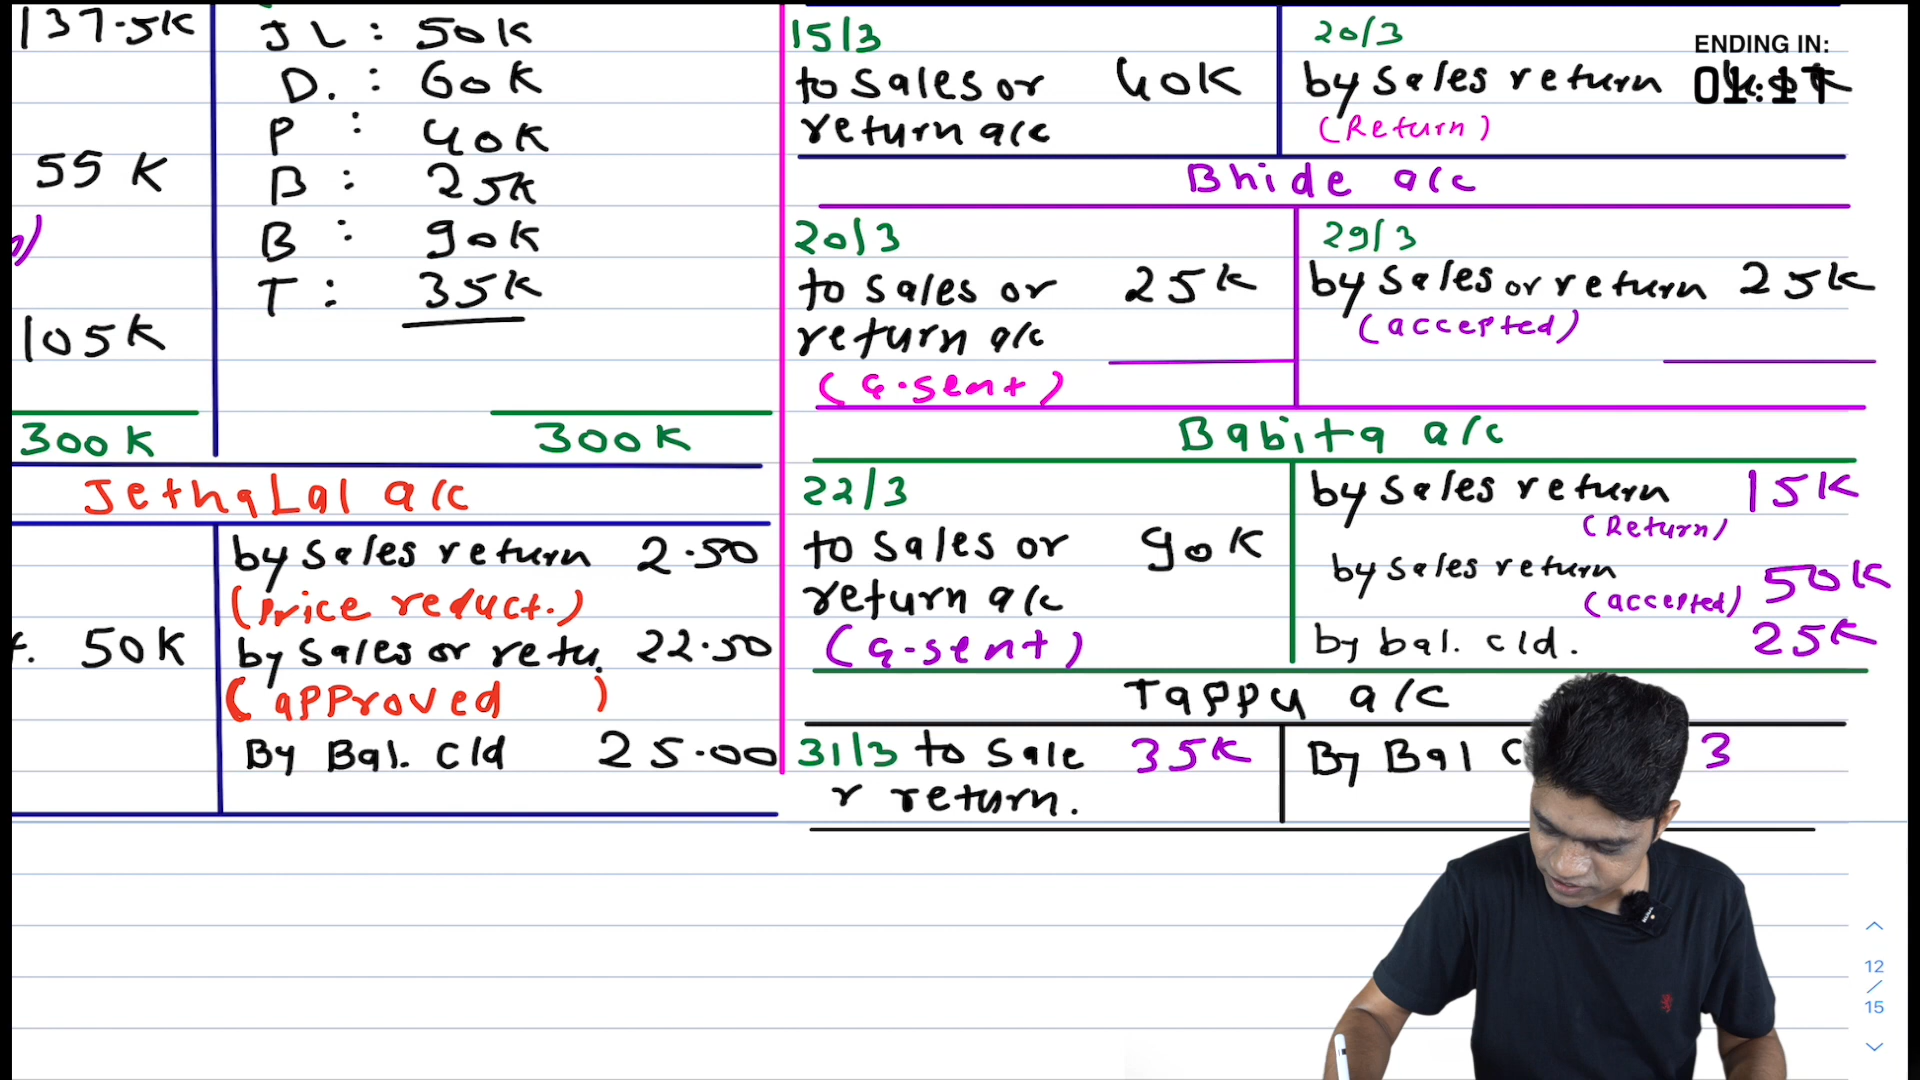 137.5K
JL : 50K
D. : 60K
P : 40K
55 K
B : 25K
B : 90K
T : 35K
105K
300K 300K
JethaLal a/c
by Sales return 2.50
(Price reduct.)
50K by Sales or retu. 22.50
(approved )
By Bal. c/d 25.00
15/3 20/3
to sales or 40K by sales return
return a/c (Return)
Bhide a/c
20/3 29/3
to sales or 25K by Sales or return 25K
return a/c (accepted)
(G.sent)
Babita a/c
22/3 by Sales return 15K
(Return)
to sales or 90K by Sales return 50K
return a/c (accepted)
(G.sent) by bal. c/d. 25K
Tappu a/c
31/3 to Sale 35K By Bal c 3
r return.
ENDING IN:
01:17
12
/
15